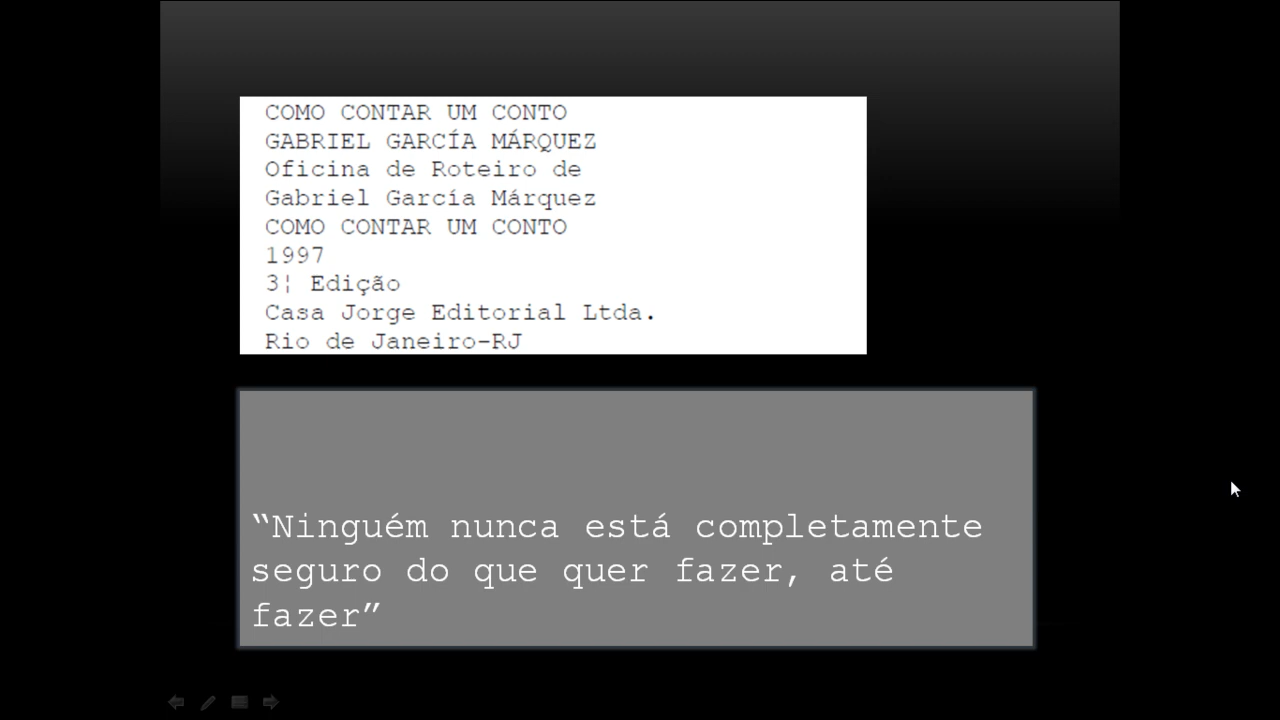 COMO CONTAR UM CONTO
GABRIEL GARCÍA MÁRQUEZ
Oficina de Roteiro de
Gabriel García Márquez
COMO CONTAR UM CONTO
1997
3¦ Edição
Casa Jorge Editorial Ltda.
Rio de Janeiro-RJ
“Ninguém nunca está completamente
seguro do que quer fazer, até
fazer”